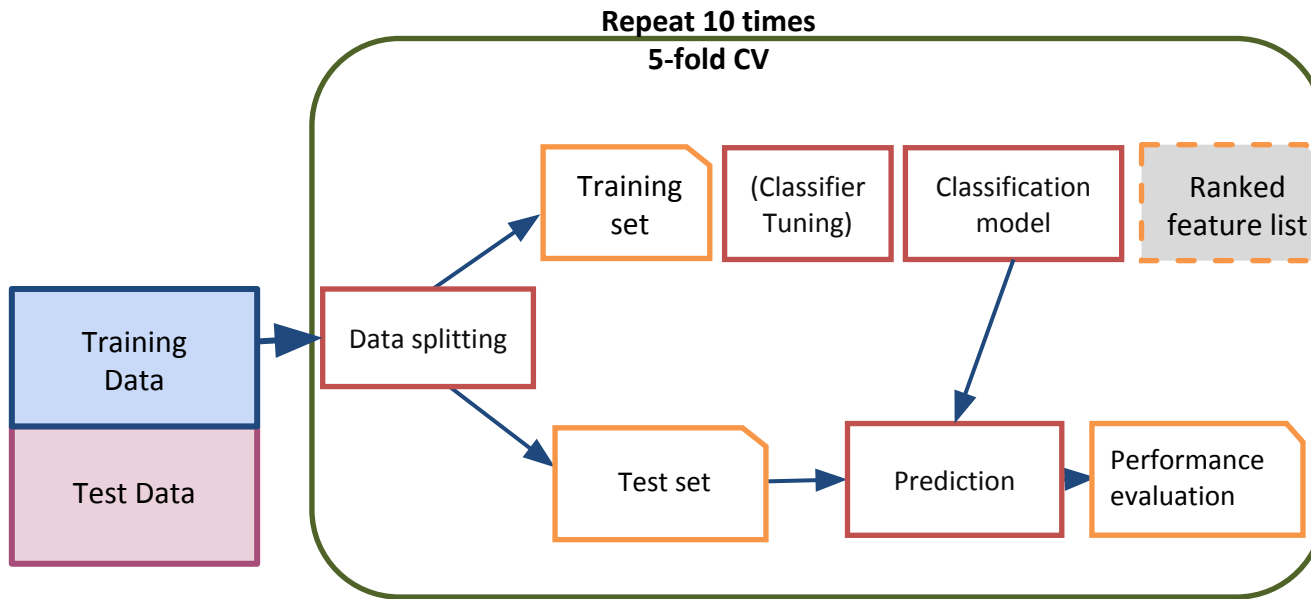 Repeat 10 times
5-fold CV
Training
set
(Classifier
Tuning)
Classification
model
Ranked
feature list
Training
Data
Data splitting
Test Data
Test set
Prediction
Performance
evaluation